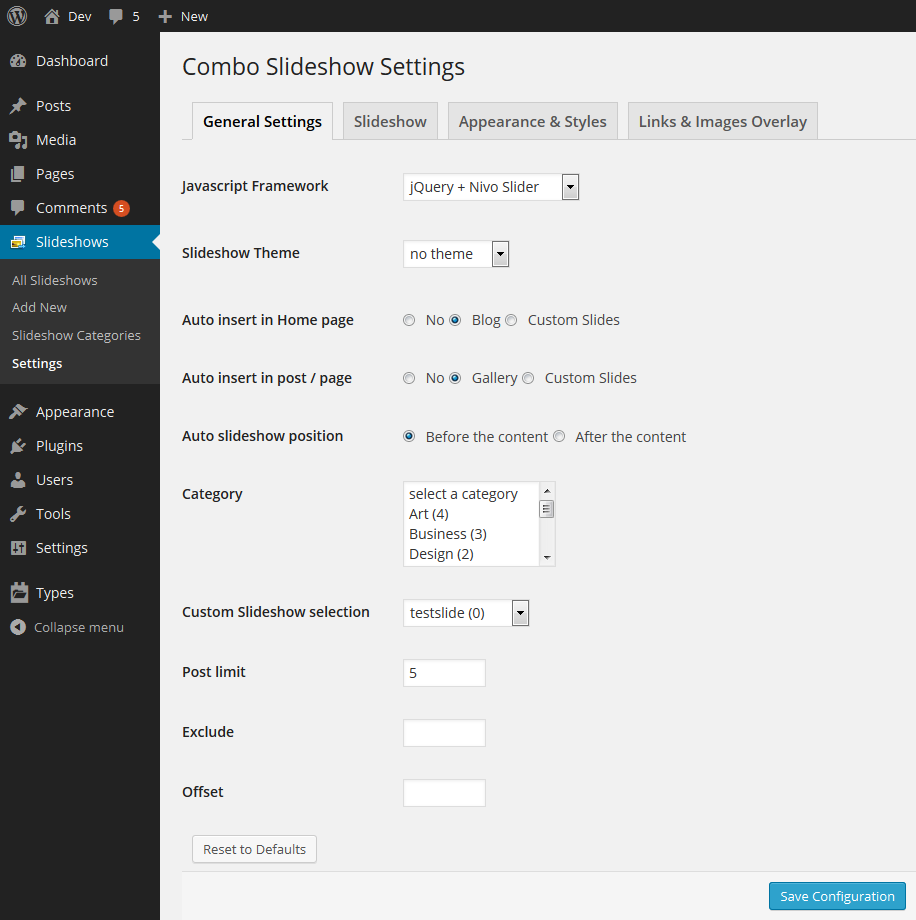 Dev 5 New
Dashboard
Posts
Media
Pages
Comments 5
Slideshows
All Slideshows
Add New
Slideshow Categories
Settings
Appearance
Plugins
Users
Tools
Settings
Types
Collapse menu
Combo Slideshow Settings
General Settings Slideshow Appearance & Styles Links & Images Overlay
Javascript Framework jQuery + Nivo Slider
Slideshow Theme no theme
Auto insert in Home page No Blog Custom Slides
Auto insert in post / page No Gallery Custom Slides
Auto slideshow position Before the content After the content
Category select a category
Art (4)
Business (3)
Design (2)
Custom Slideshow selection testslide (0)
Post limit 5
Exclude
Offset
Reset to Defaults
Save Configuration